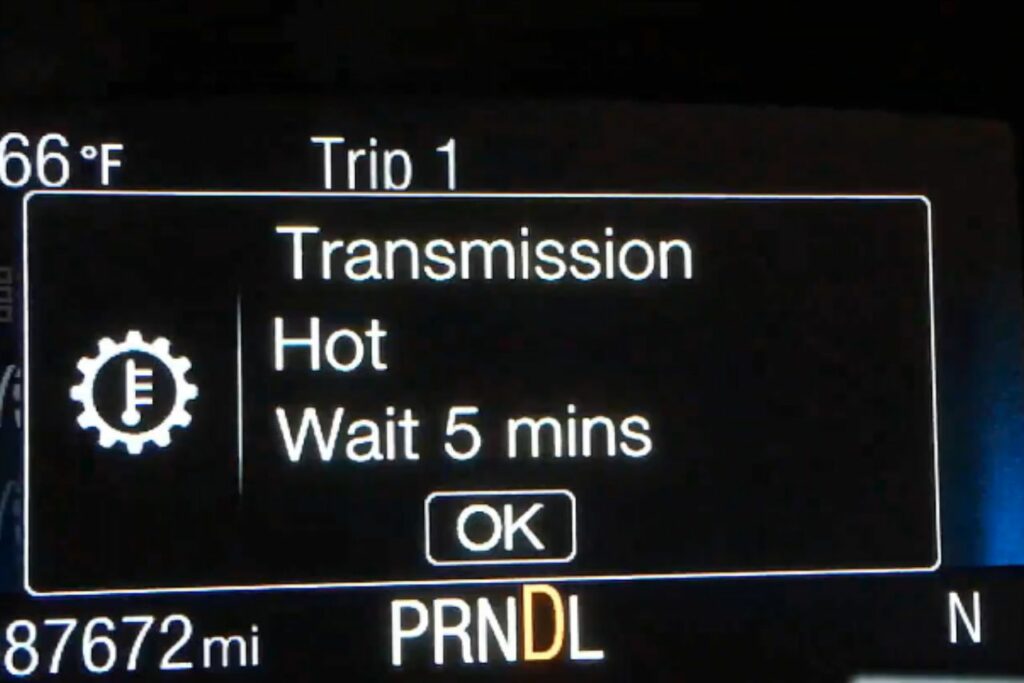 66°F Trip 1
Transmission
Hot
Wait 5 mins
OK
87672mi PRNDL N